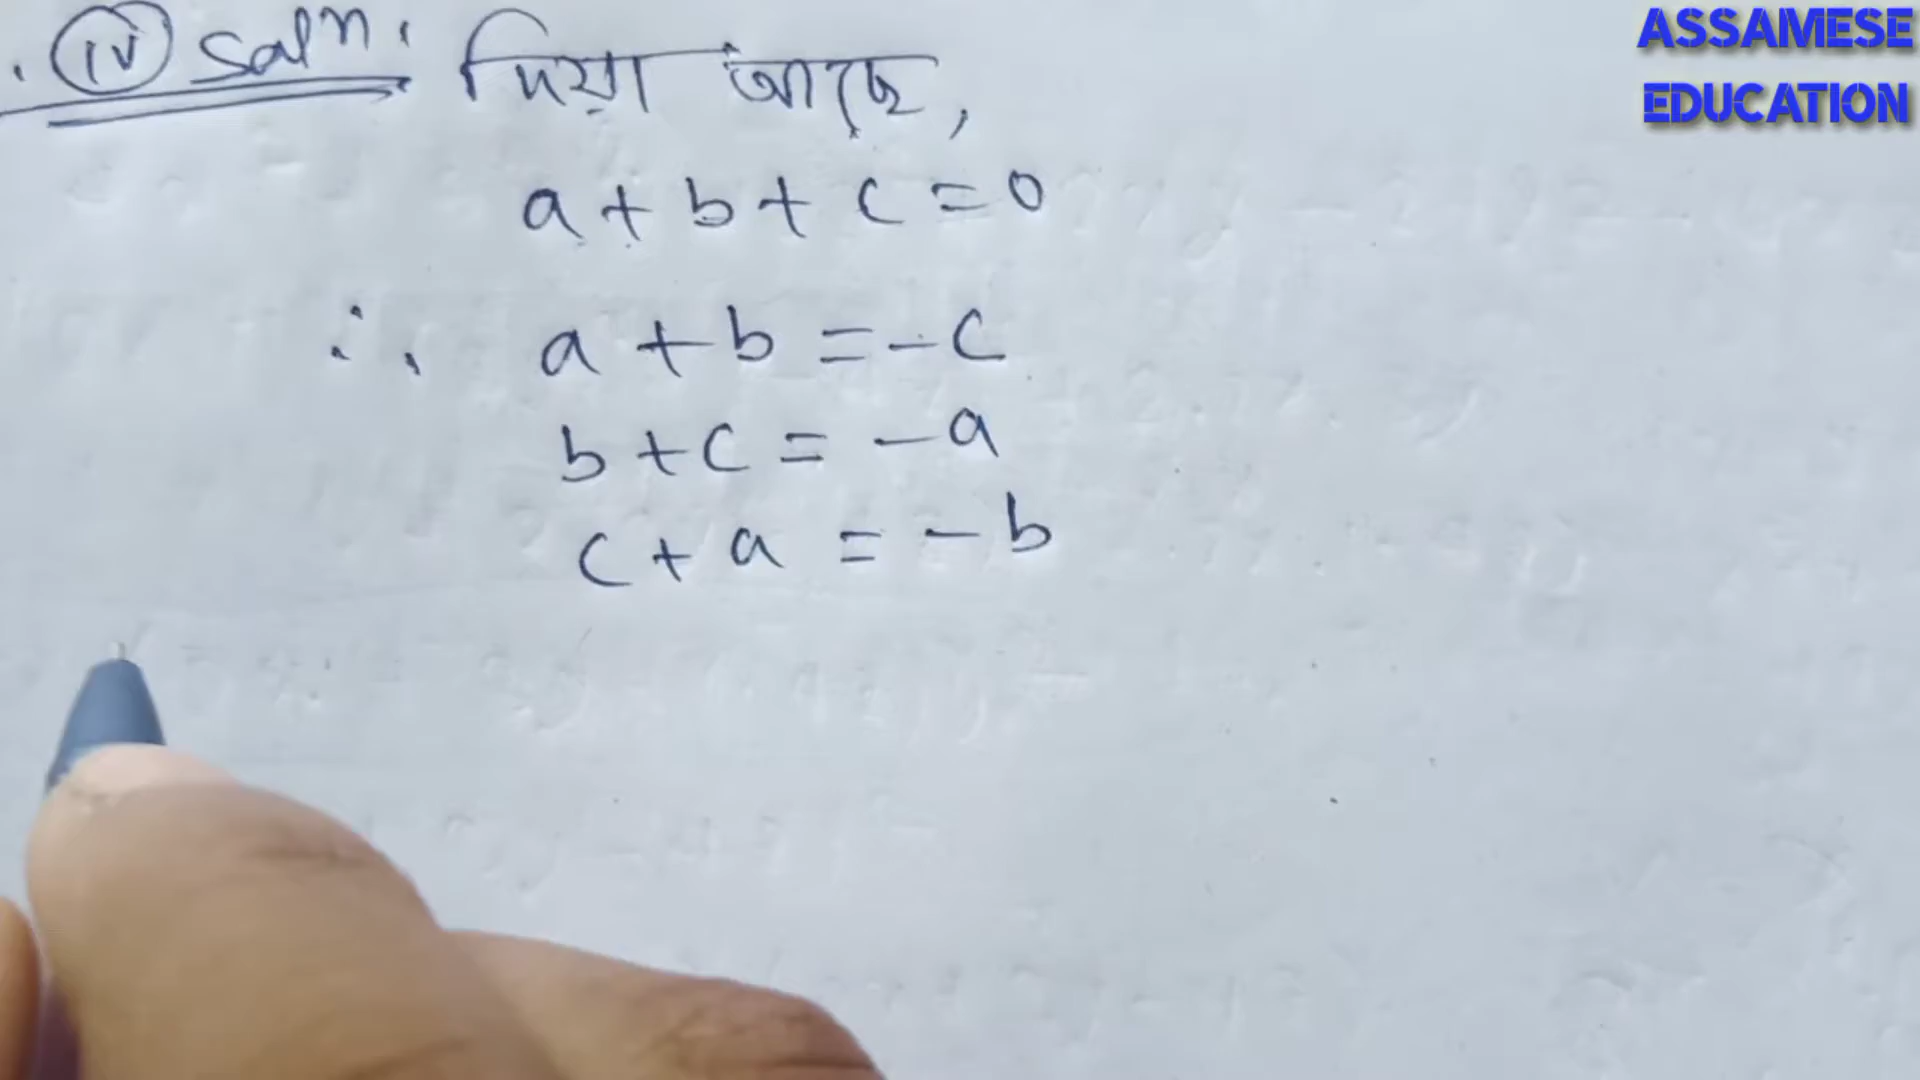 (iv) Solⁿ. দিয়া আছে,
a + b + c = 0
∴, a + b = - c
b + c = - a
c + a = - b
ASSAMESE
EDUCATION